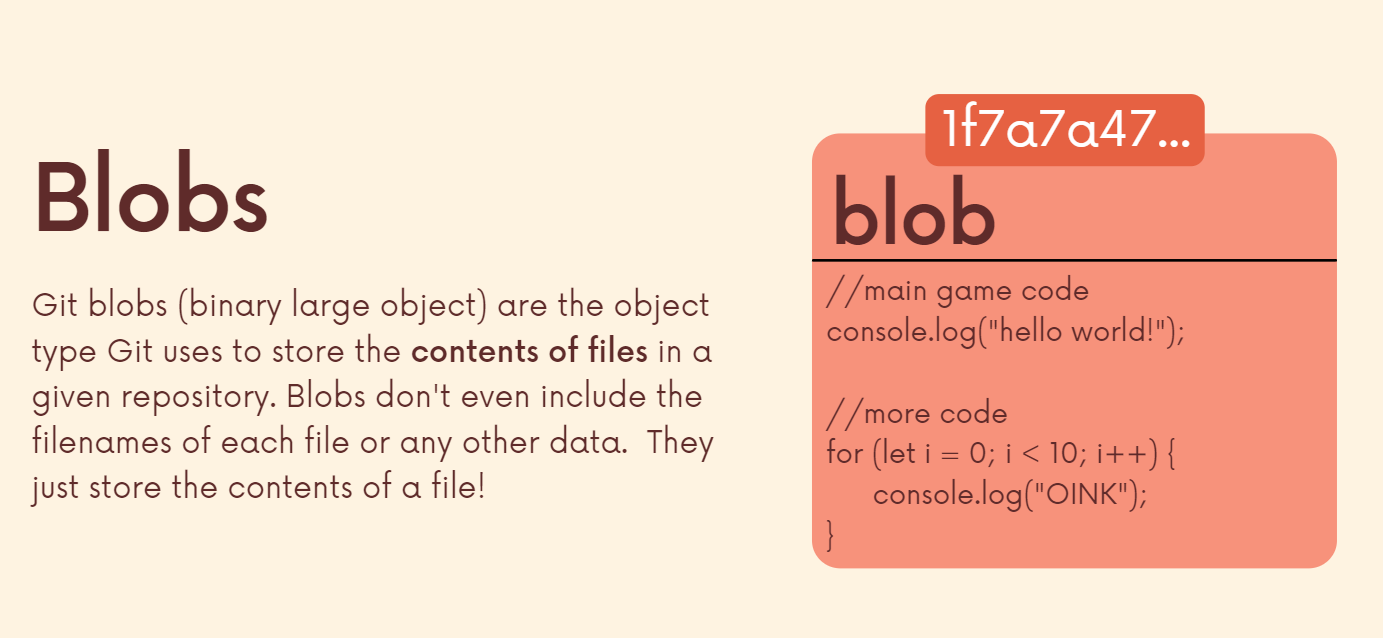 Blobs
Git blobs (binary large object) are the object
type Git uses to store the contents of files in a
given repository. Blobs don't even include the
filenames of each file or any other data.  They
just store the contents of a file!
1f7a7a47...
blob
//main game code
console.log("hello world!");

//more code
for (let i = 0; i < 10; i++) {
      console.log("OINK");
}